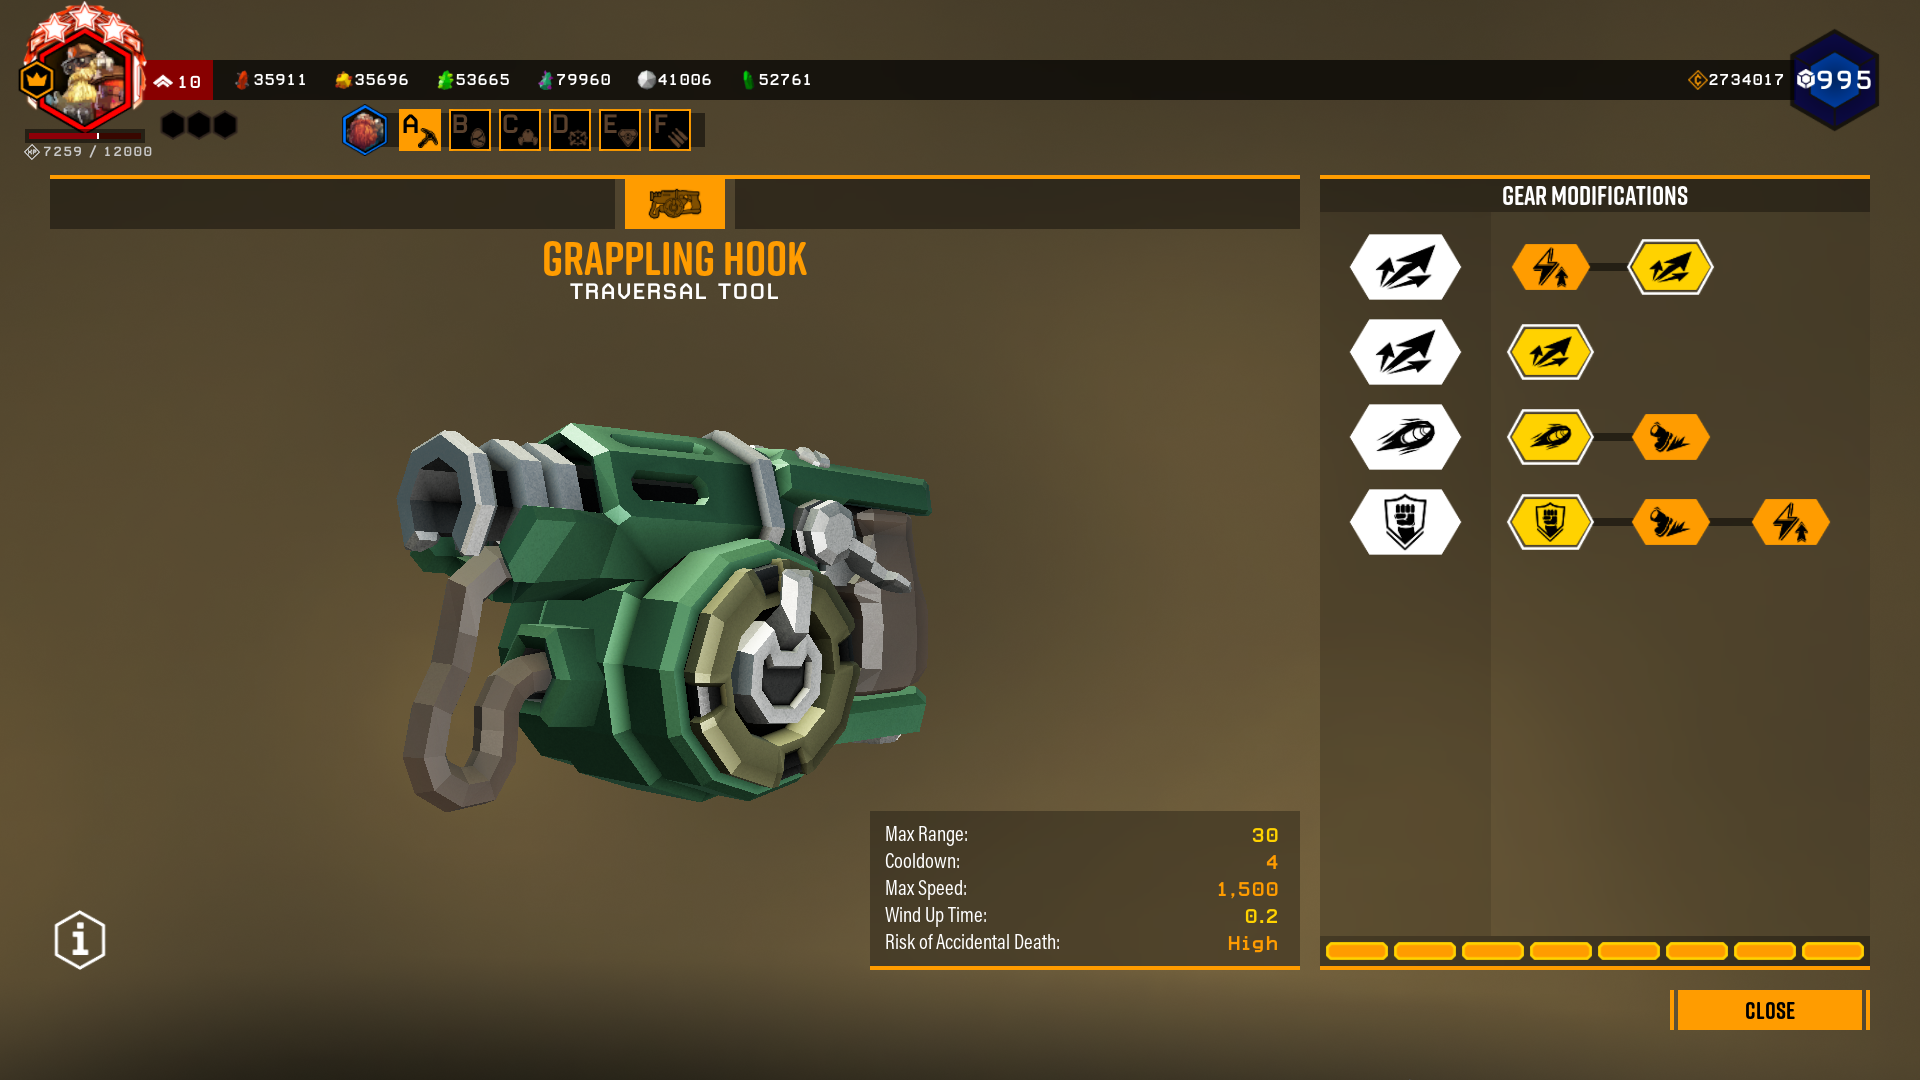 10
35911
35696
53665
79960
41006
52761
2734017
995
7259 / 12000
A
B
C
D
E
F
GRAPPLING HOOK
TRAVERSAL TOOL
GEAR MODIFICATIONS
Max Range: 30
Cooldown: 4
Max Speed: 1,500
Wind Up Time: 0.2
Risk of Accidental Death: High
CLOSE